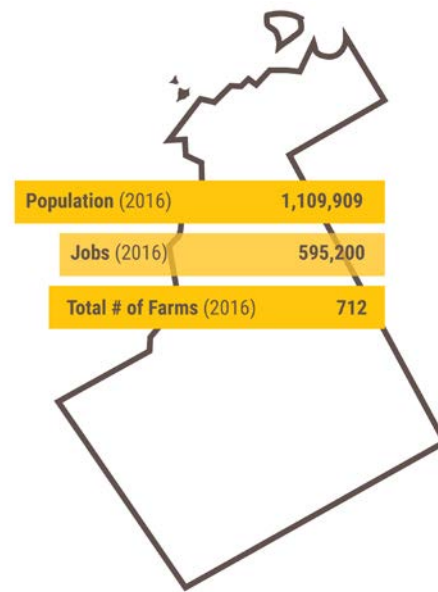 Population (2016) 1,109,909
Jobs (2016) 595,200
Total # of Farms (2016) 712